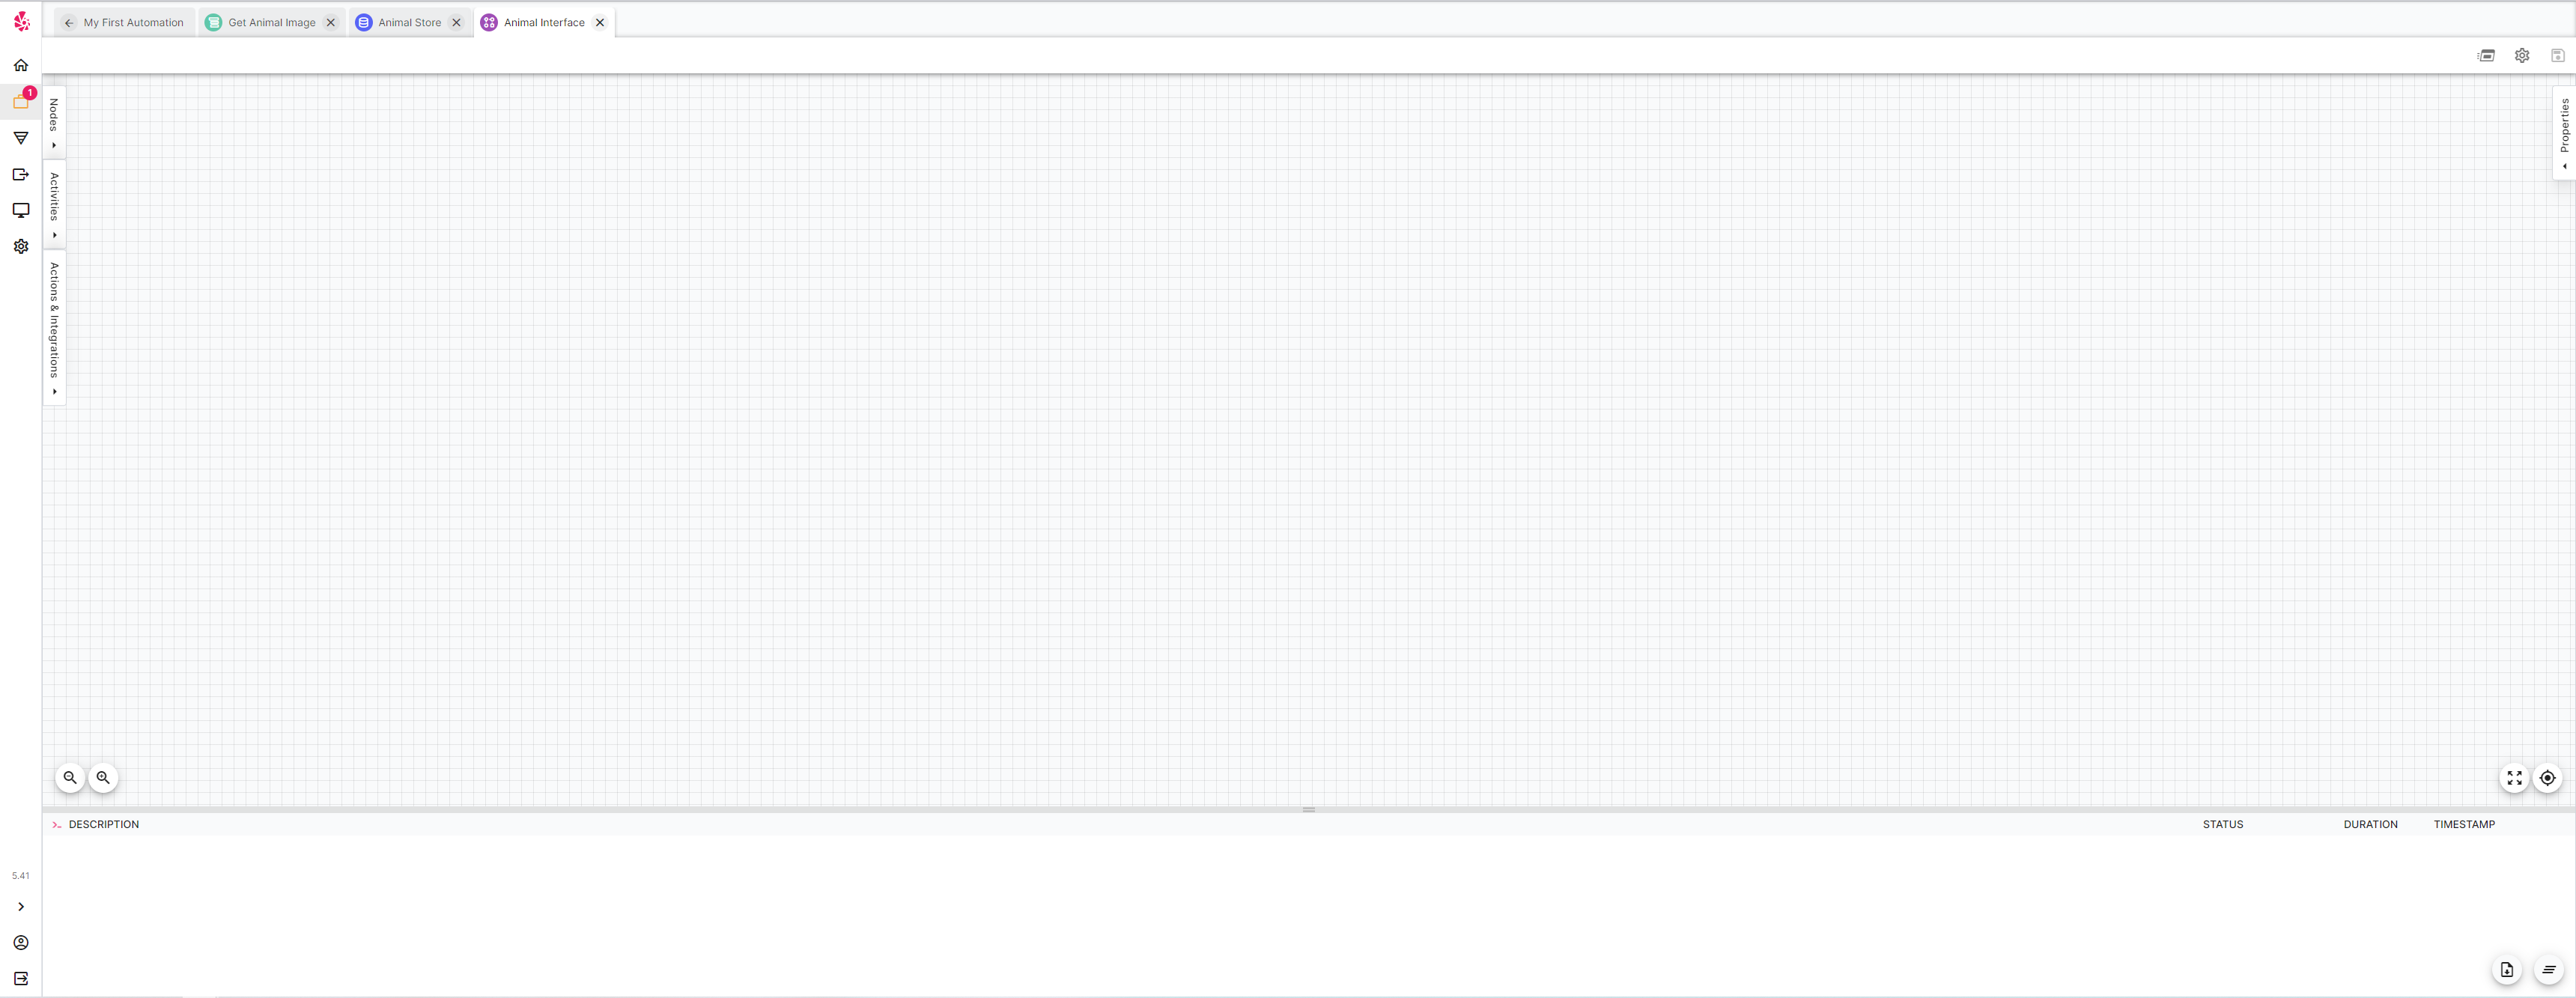 My First Automation
Get Animal Image
Animal Store
Animal Interface
1
Nodes
Activities
Actions & Integrations
Properties
DESCRIPTION
STATUS
DURATION
TIMESTAMP
5.41